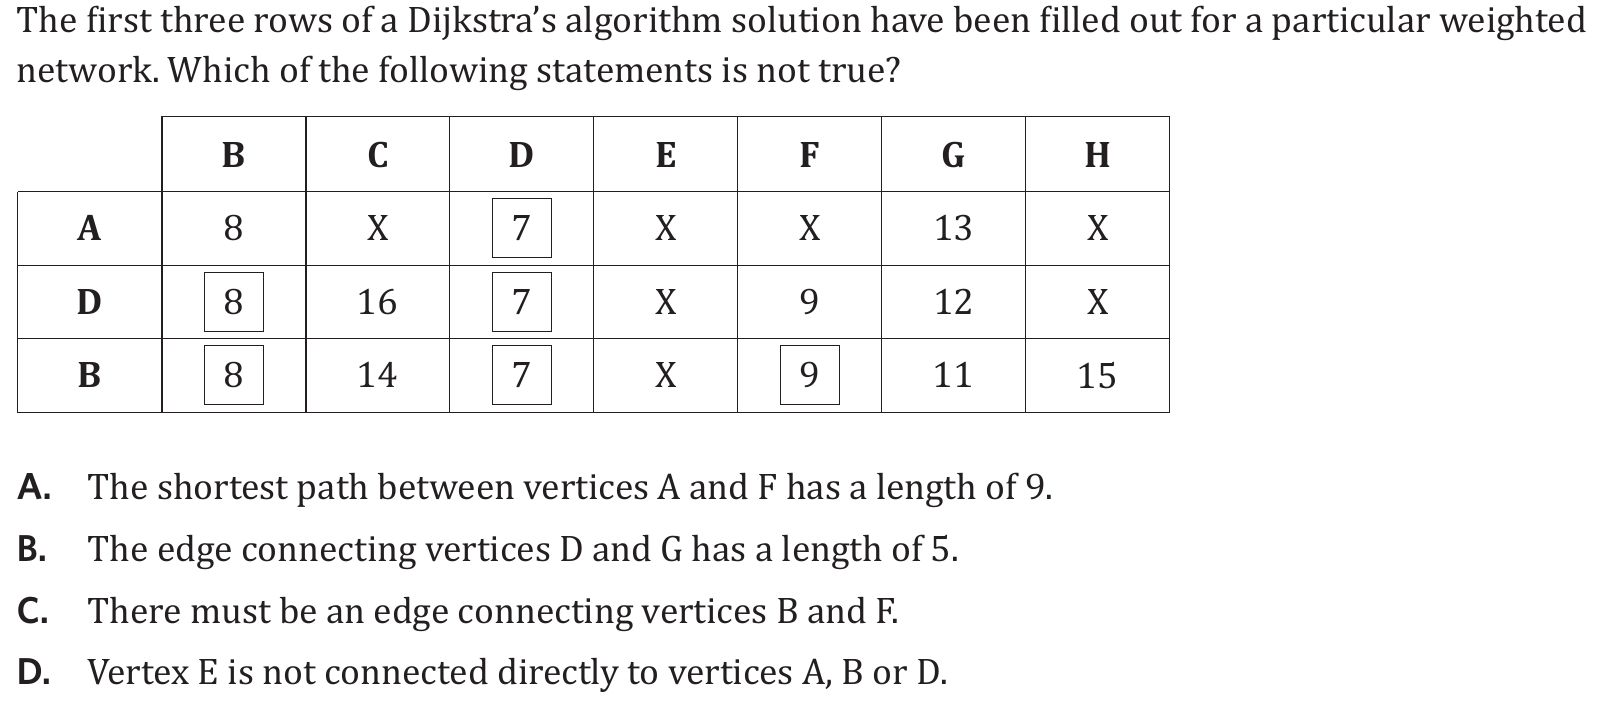 The first three rows of a Dijkstra’s algorithm solution have been filled out for a particular weighted
network. Which of the following statements is not true?
B C D E F G H
A 8 X 7 X X 13 X
D 8 16 7 X 9 12 X
B 8 14 7 X 9 11 15
A. The shortest path between vertices A and F has a length of 9.
B. The edge connecting vertices D and G has a length of 5.
C. There must be an edge connecting vertices B and F.
D. Vertex E is not connected directly to vertices A, B or D.